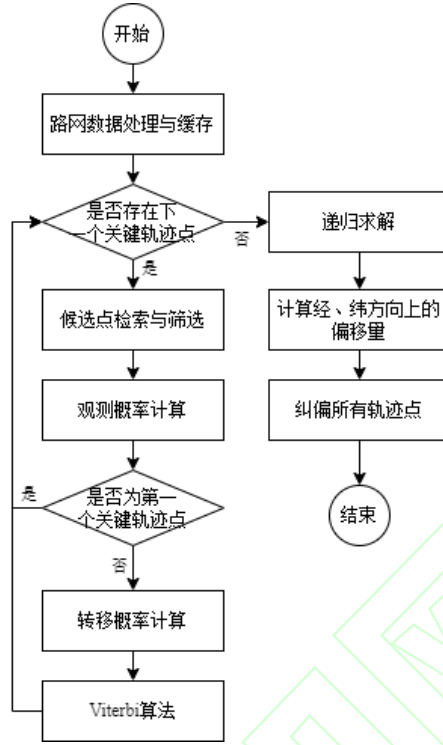 开始
路网数据处理与缓存
是否存在下
一个关键轨迹点
否
是
候选点检索与筛选
观测概率计算
是否为第一
个关键轨迹点
是
否
转移概率计算
Viterbi算法
递归求解
计算经、纬方向上的
偏移量
纠偏所有轨迹点
结束